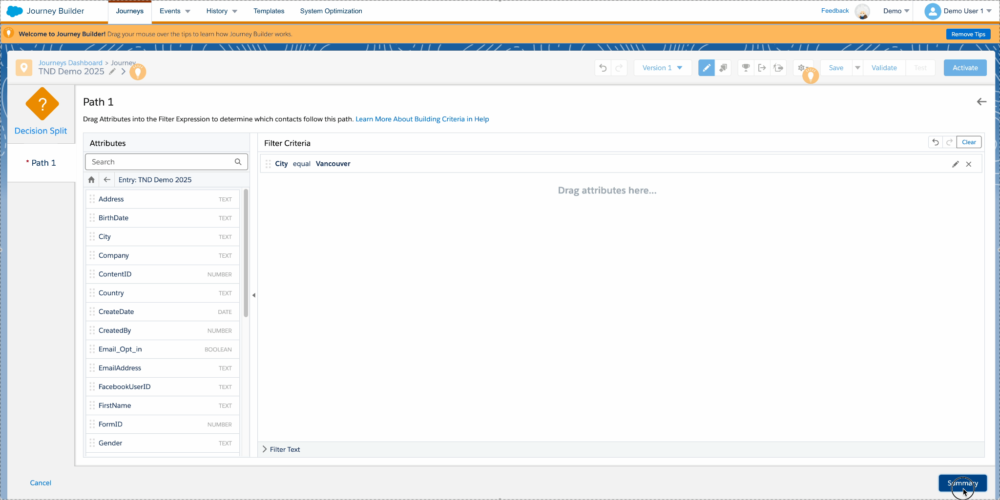 Journey Builder Journeys Events History Templates System Optimization Feedback Demo Demo User 1
Welcome to Journey Builder! Drag your mouse over the tips to learn how Journey Builder works. Remove Tips
Journeys Dashboard > Journey
TND Demo 2025
Version 1 Save Validate Test Activate
?
Decision Split
* Path 1
Path 1
Drag Attributes into the Filter Expression to determine which contacts follow this path. Learn More About Building Criteria in Help
Attributes
Search
Entry: TND Demo 2025
Address TEXT
BirthDate TEXT
City TEXT
Company TEXT
ContentID NUMBER
Country TEXT
CreateDate DATE
CreatedBy NUMBER
Email_Opt_in BOOLEAN
EmailAddress TEXT
FacebookUserID TEXT
FirstName TEXT
FormID NUMBER
Gender TEXT
Filter Criteria Clear
City equal Vancouver
Drag attributes here...
Filter Text
Cancel
Summary